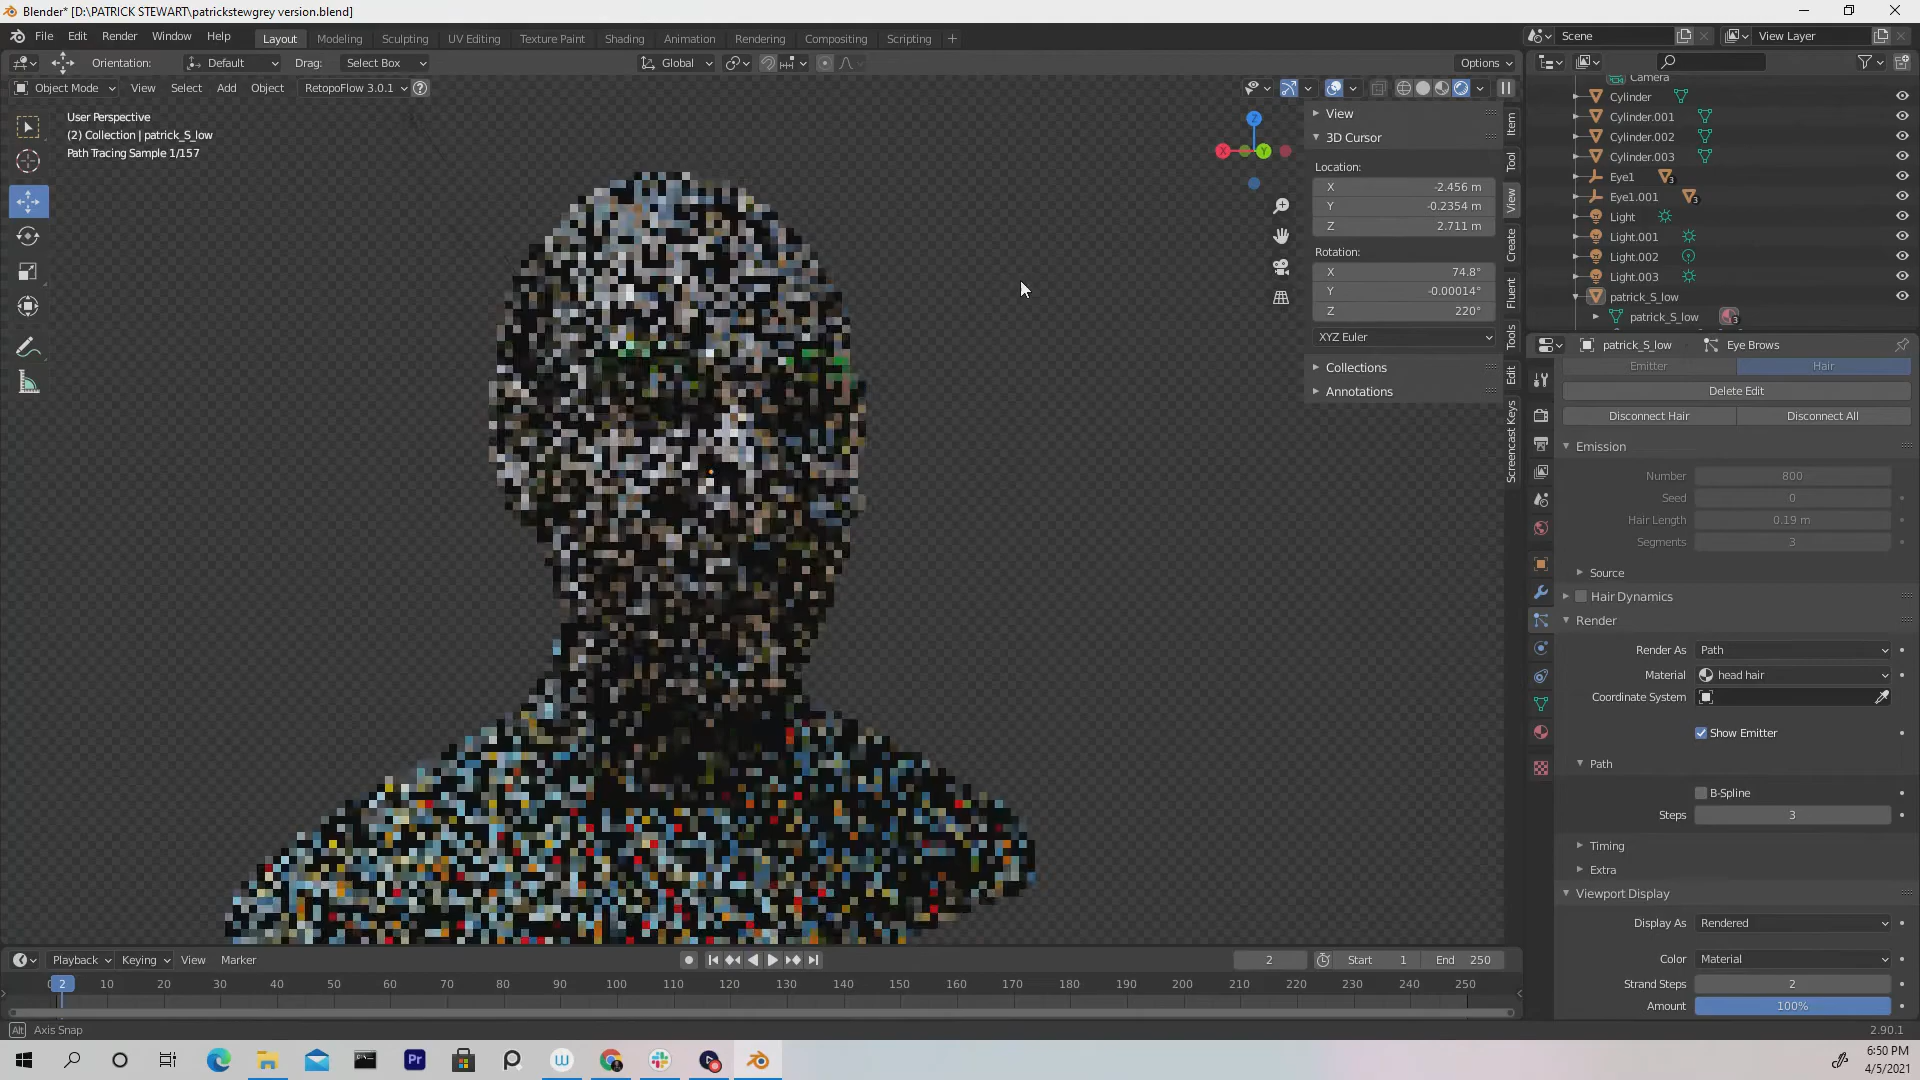 Blender* [D:\PATRICK STEWART\patrickstewgrey version.blend]
File Edit Render Window Help
Layout Modeling Sculpting UV Editing Texture Paint Shading Animation Rendering Compositing Scripting +
Scene View Layer
Orientation: Default Drag: Select Box Global Options
Object Mode View Select Add Object RetopoFlow 3.0.1 ?
User Perspective
(2) Collection | patrick_S_low
Path Tracing Sample 1/157
Z
X Y
View
3D Cursor
Location:
X -2.456 m
Y -0.2354 m
Z 2.711 m
Rotation:
X 74.8°
Y -0.00014°
Z 220°
XYZ Euler
Collections
Annotations
Item
Tool
View
Create
Fluent
Tools
Edit
Screencast Keys
Camera
Cylinder
Cylinder.001
Cylinder.002
Cylinder.003
Eye1 3
Eye1.001 3
Light
Light.001
Light.002
Light.003
patrick_S_low
patrick_S_low 3
patrick_S_low Eye Brows
Emitter Hair
Delete Edit
Disconnect Hair Disconnect All
Emission
Number 800
Seed 0
Hair Length 0.19 m
Segments 3
Source
Hair Dynamics
Render
Render As Path
Material head hair
Coordinate System
Show Emitter
Path
B-Spline
Steps 3
Timing
Extra
Viewport Display
Display As Rendered
Color Material
Strand Steps 2
Amount 100%
Playback Keying View Marker 2 Start 1 End 250
0 2 10 20 30 40 50 60 70 80 90 100 110 120 130 140 150 160 170 180 190 200 210 220 230 240 250
Alt Axis Snap 2.90.1
Pr W
6:50 PM
4/5/2021